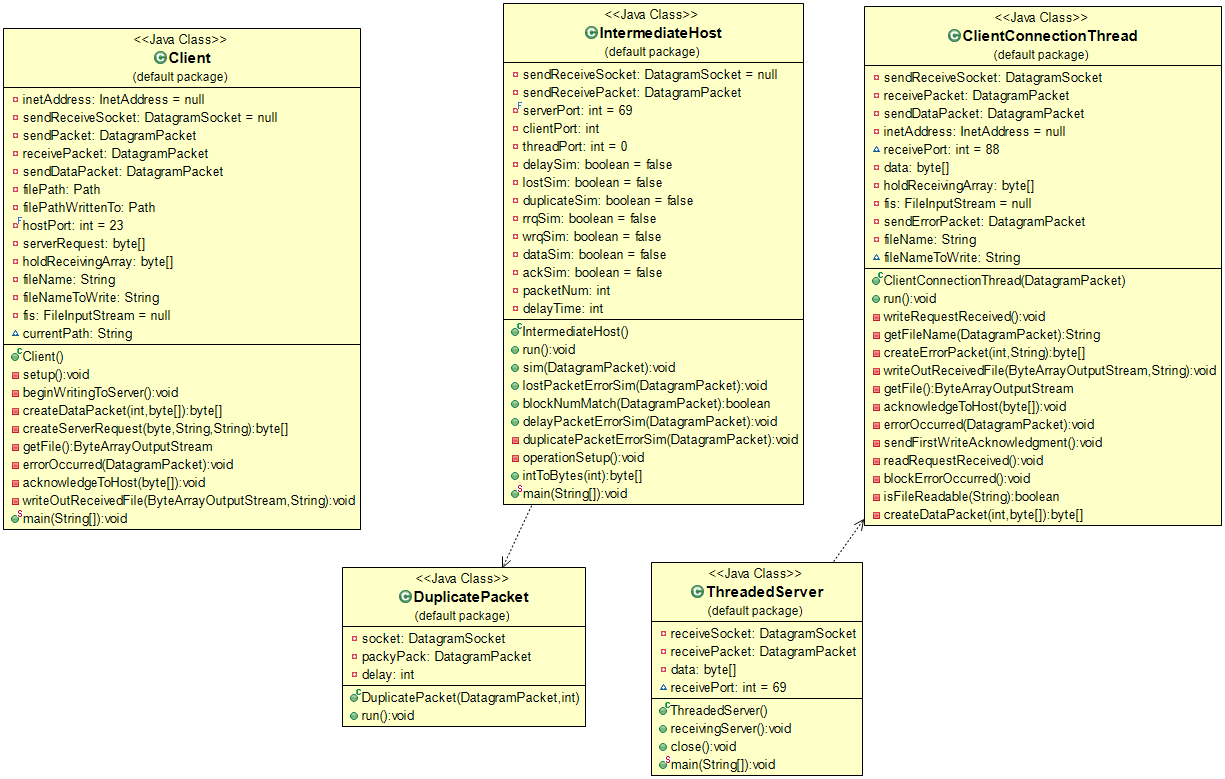 <<Java Class>>
Client
(default package)
inetAddress: InetAddress = null
sendReceiveSocket: DatagramSocket = null
sendPacket: DatagramPacket
receivePacket: DatagramPacket
sendDataPacket: DatagramPacket
filePath: Path
filePathWrittenTo: Path
hostPort: int = 23
serverRequest: byte[]
holdReceivingArray: byte[]
fileName: String
fileNameToWrite: String
fis: FileInputStream = null
currentPath: String
Client()
setup():void
beginWritingToServer():void
createDataPacket(int,byte[]):byte[]
createServerRequest(byte,String,String):byte[]
getFile():ByteArrayOutputStream
errorOccurred(DatagramPacket):void
acknowledgeToHost(byte[]):void
writeOutReceivedFile(ByteArrayOutputStream,String):void
main(String[]):void
<<Java Class>>
IntermediateHost
(default package)
sendReceiveSocket: DatagramSocket = null
sendReceivePacket: DatagramPacket
serverPort: int = 69
clientPort: int
threadPort: int = 0
delaySim: boolean = false
lostSim: boolean = false
duplicateSim: boolean = false
rrqSim: boolean = false
wrqSim: boolean = false
dataSim: boolean = false
ackSim: boolean = false
packetNum: int
delayTime: int
IntermediateHost()
run():void
sim(DatagramPacket):void
lostPacketErrorSim(DatagramPacket):void
blockNumMatch(DatagramPacket):boolean
delayPacketErrorSim(DatagramPacket):void
duplicatePacketErrorSim(DatagramPacket):void
operationSetup():void
intToBytes(int):byte[]
main(String[]):void
<<Java Class>>
ClientConnectionThread
(default package)
sendReceiveSocket: DatagramSocket
receivePacket: DatagramPacket
sendDataPacket: DatagramPacket
inetAddress: InetAddress = null
receivePort: int = 88
data: byte[]
holdReceivingArray: byte[]
fis: FileInputStream = null
sendErrorPacket: DatagramPacket
fileName: String
fileNameToWrite: String
ClientConnectionThread(DatagramPacket)
run():void
writeRequestReceived():void
getFileName(DatagramPacket):String
createErrorPacket(int,String):byte[]
writeOutReceivedFile(ByteArrayOutputStream,String):void
getFile():ByteArrayOutputStream
acknowledgeToHost(byte[]):void
errorOccurred(DatagramPacket):void
sendFirstWriteAcknowledgment():void
readRequestReceived():void
blockErrorOccurred():void
isFileReadable(String):boolean
createDataPacket(int,byte[]):byte[]
<<Java Class>>
DuplicatePacket
(default package)
socket: DatagramSocket
packyPack: DatagramPacket
delay: int
DuplicatePacket(DatagramPacket,int)
run():void
<<Java Class>>
ThreadedServer
(default package)
receiveSocket: DatagramSocket
receivePacket: DatagramPacket
data: byte[]
receivePort: int = 69
ThreadedServer()
receivingServer():void
close():void
main(String[]):void